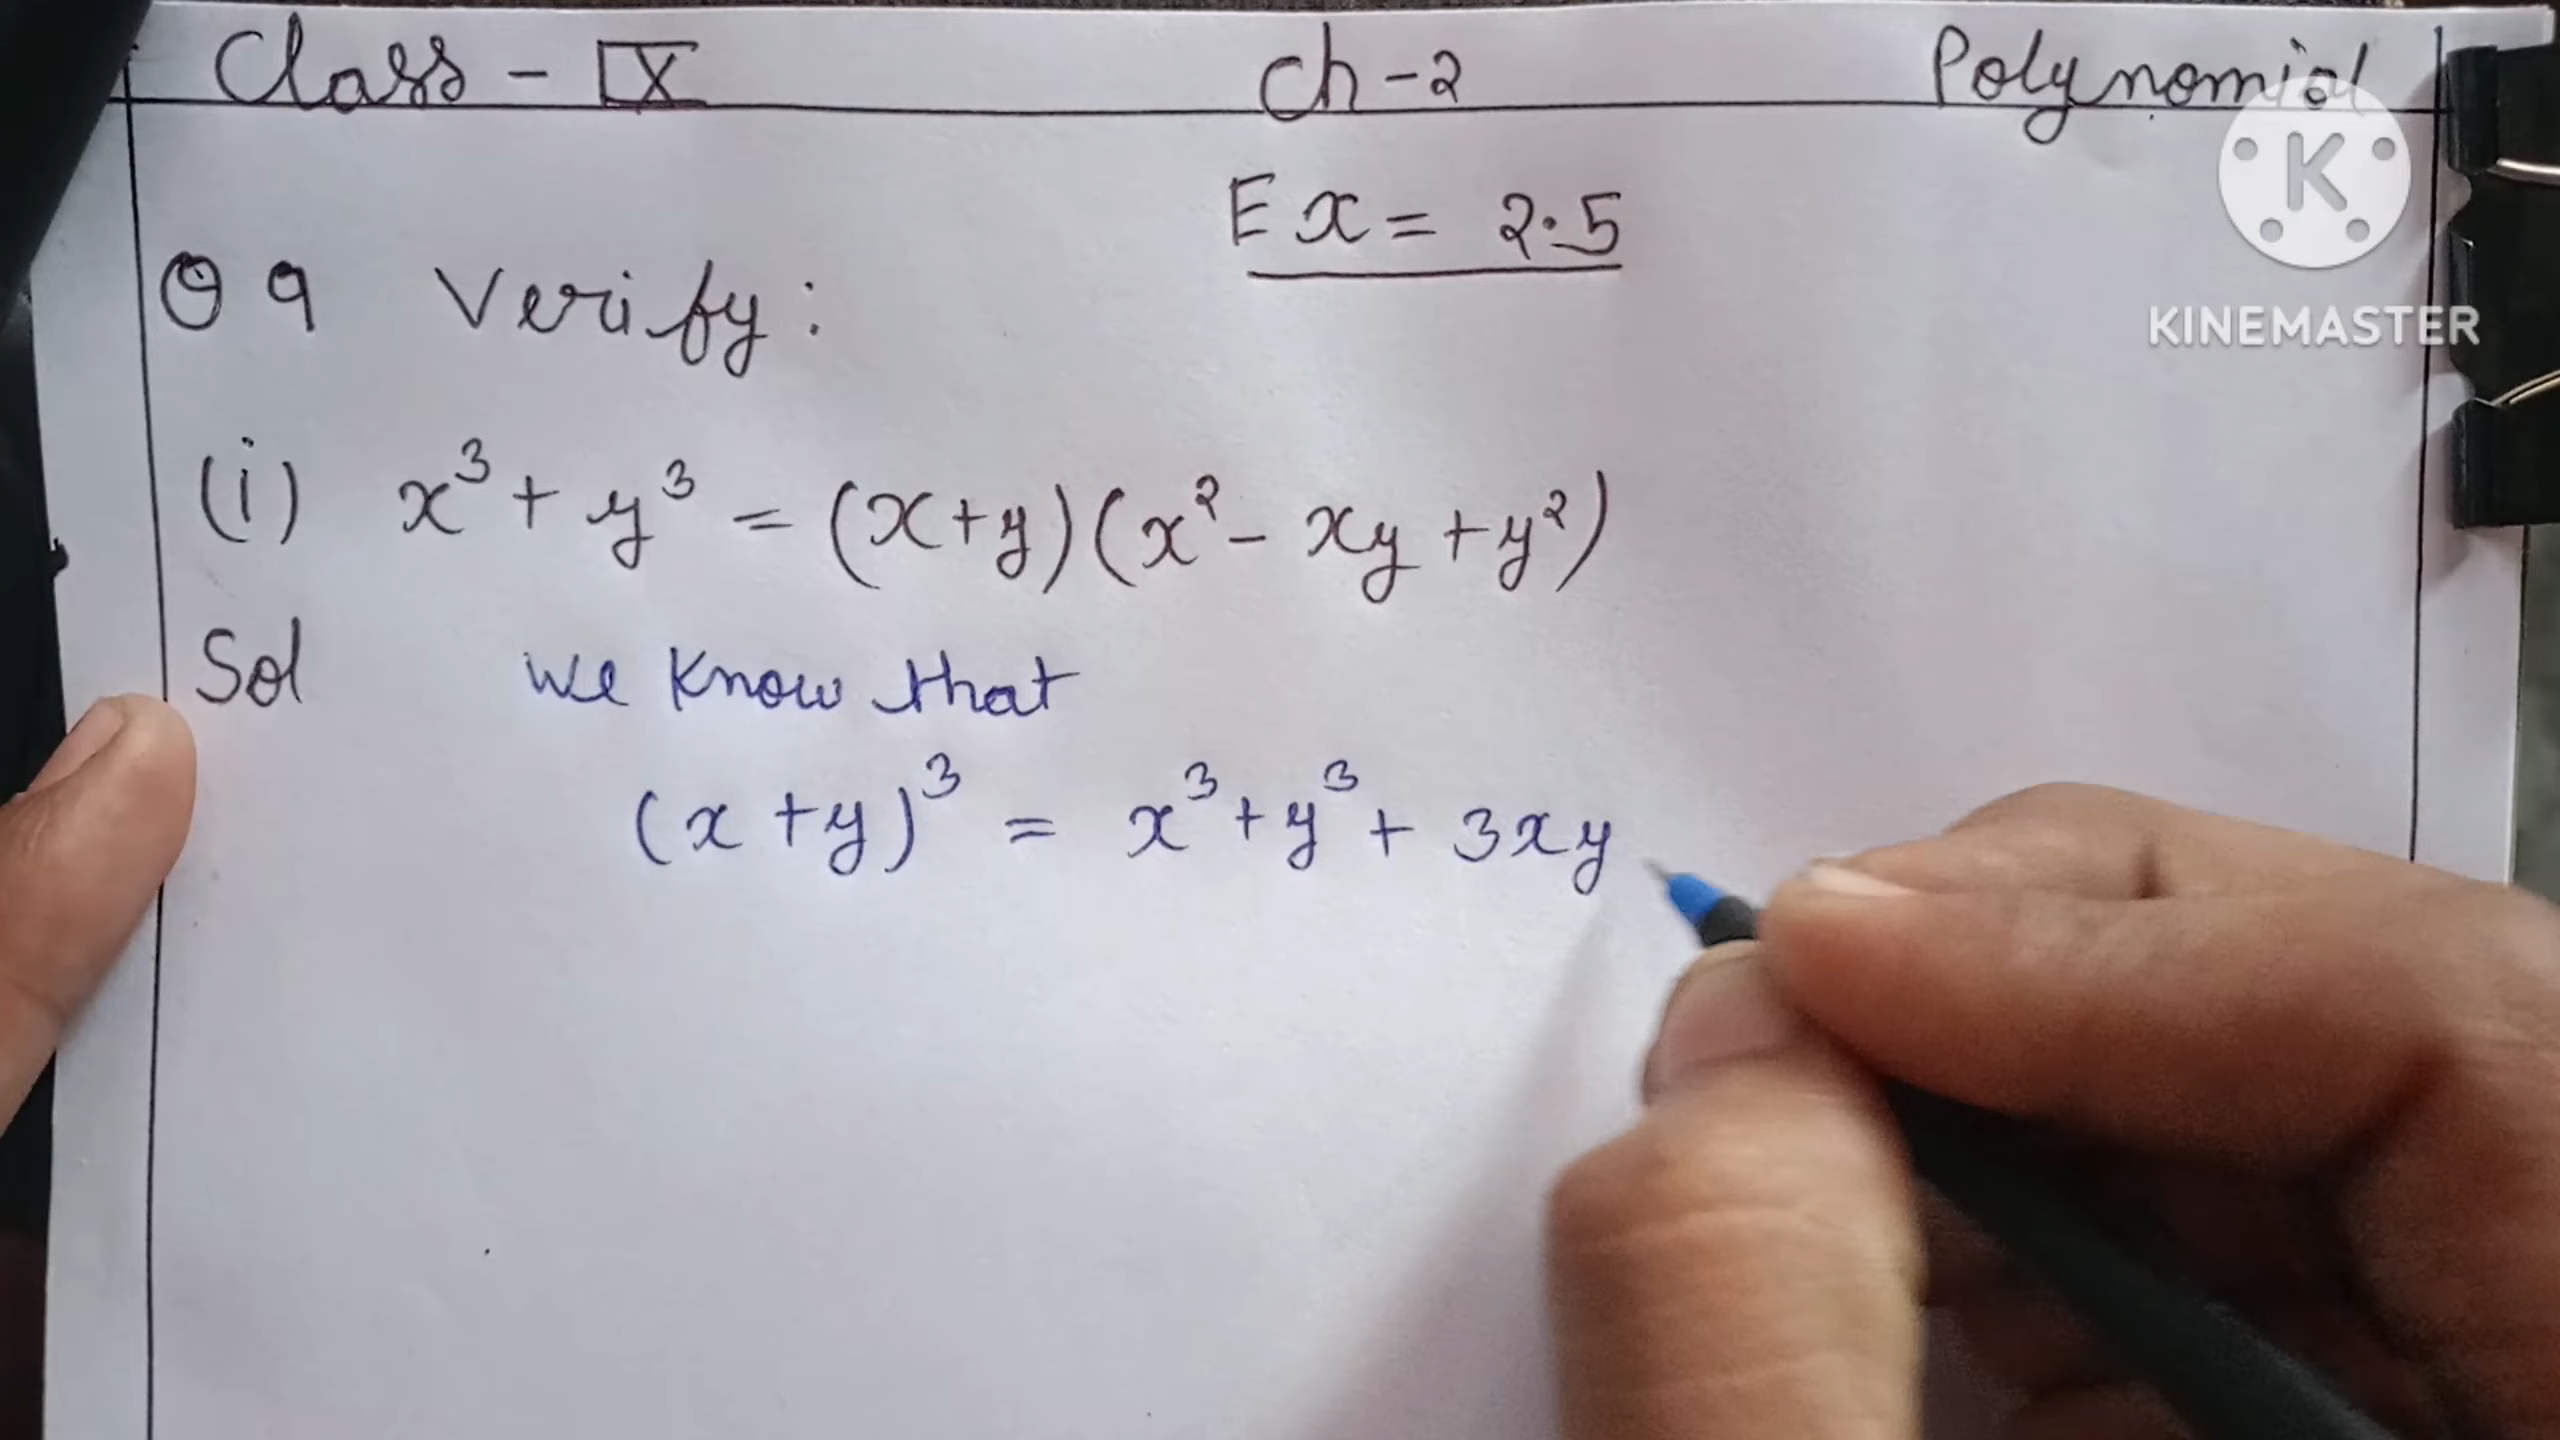 Class - IX Ch-2 Polynomial
Ex = 2.5
Q 9 Verify:
(i) x³ + y³ = (x+y)(x² - xy + y²)
Sol We Know that
(x + y)³ = x³ + y³ + 3xy
K
KINEMASTER